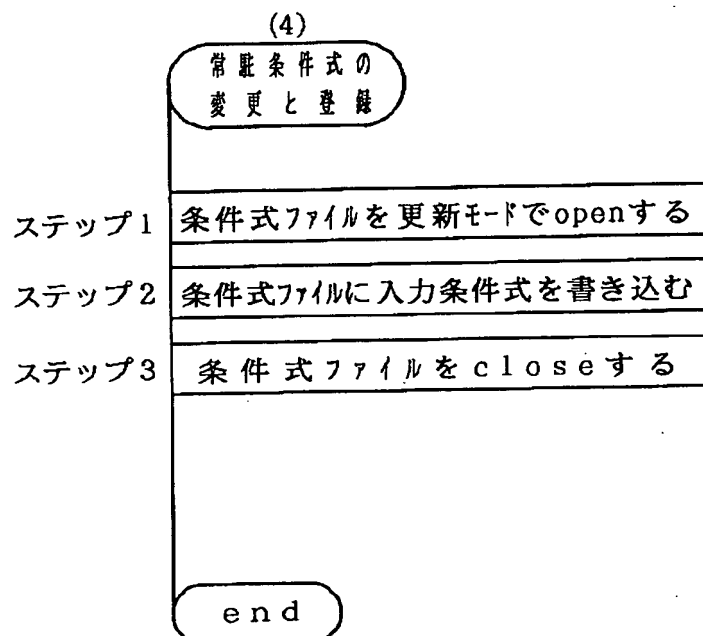 (4)
常駐条件式の
変更と登録
ステップ1 条件式ファイルを更新モードでopenする
ステップ2 条件式ファイルに入力条件式を書き込む
ステップ3 条件式ファイルをcloseする
end